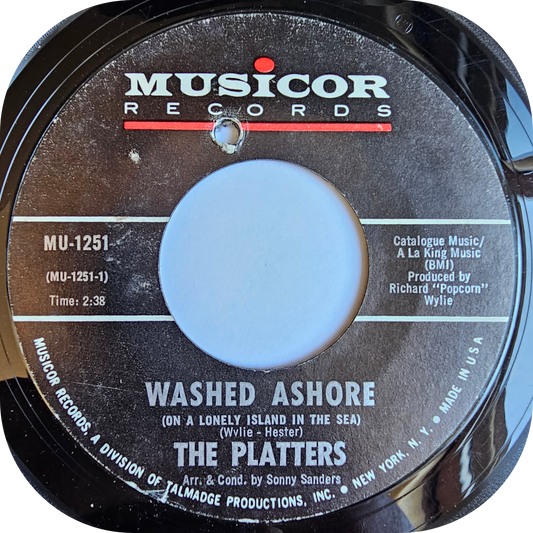 MUSICOR
RECORDS
MU-1251
(MU-1251-1)
Time: 2:38
Catalogue Music/
A La King Music
(BMI)
Produced by
Richard "Popcorn"
Wylie
WASHED ASHORE
(ON A LONELY ISLAND IN THE SEA)
(Wylie - Hester)
THE PLATTERS
Arr. & Cond. by Sonny Sanders
MUSICOR RECORDS, A DIVISION OF TALMADGE PRODUCTIONS, INC. • NEW YORK, N. Y. • MADE IN U S A